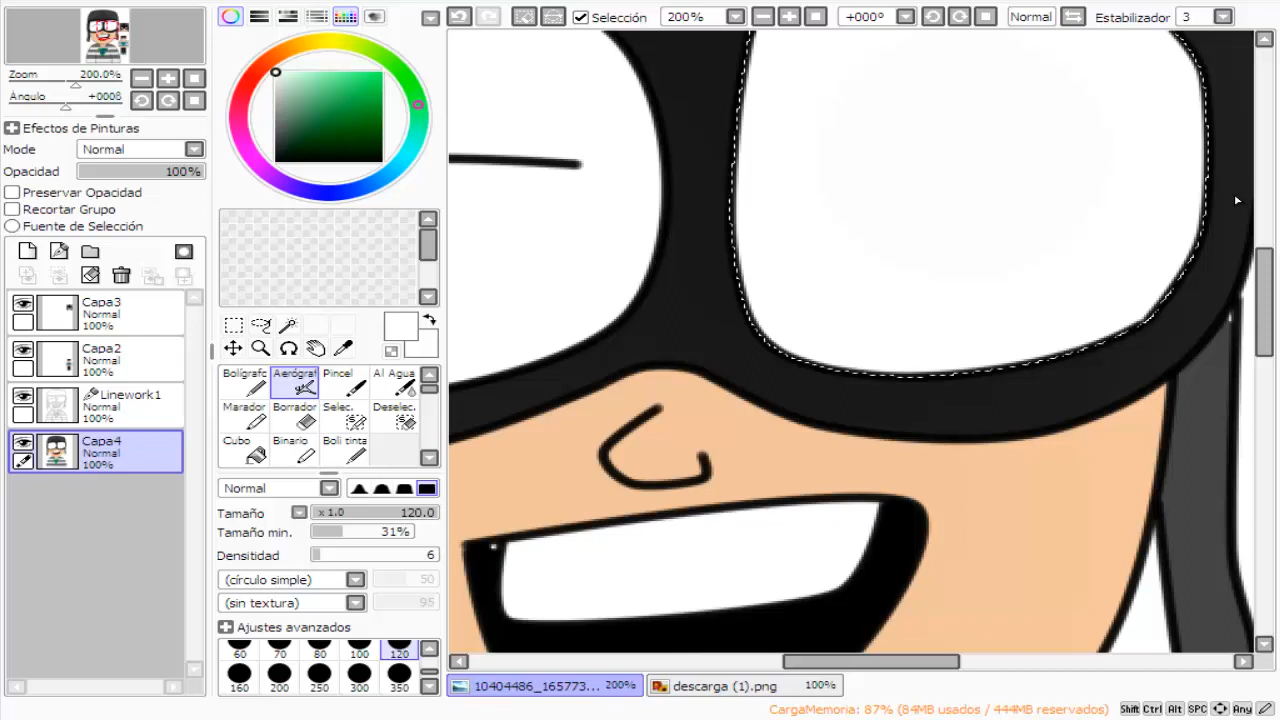 Selección
200%
+000º
Normal
Estabilizador
3
Zoom
200.0%
Ángulo
+0008
Efectos de Pinturas
Mode
Normal
Opacidad
100%
Preservar Opacidad
Recortar Grupo
Fuente de Selección
Capa3
Normal
100%
Capa2
Normal
100%
Linework1
Normal
100%
Capa4
Normal
100%
Bolígrafc
Aerógraf
Pincel
Al Agua
Marador
Borrador
Selec.
Deselec.
Cubo
Binario
Boli tinta
Normal
Tamaño
x 1.0
120.0
Tamaño min.
31%
Densitidad
6
(círculo simple)
50
(sin textura)
95
Ajustes avanzados
60
70
80
100
120
160
200
250
300
350
10404486_165773...
200%
descarga (1).png
100%
CargaMemoria: 87% (84MB usados / 444MB reservados)
Shift
Ctrl
Alt
SPC
Any